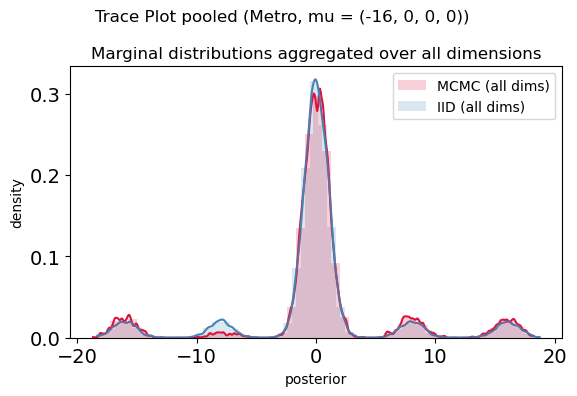 Trace Plot pooled (Metro, mu = (-16, 0, 0, 0))
Marginal distributions aggregated over all dimensions
MCMC (all dims)
IID (all dims)
density
0.3
0.2
0.1
0.0
−20
−10
0
10
20
posterior